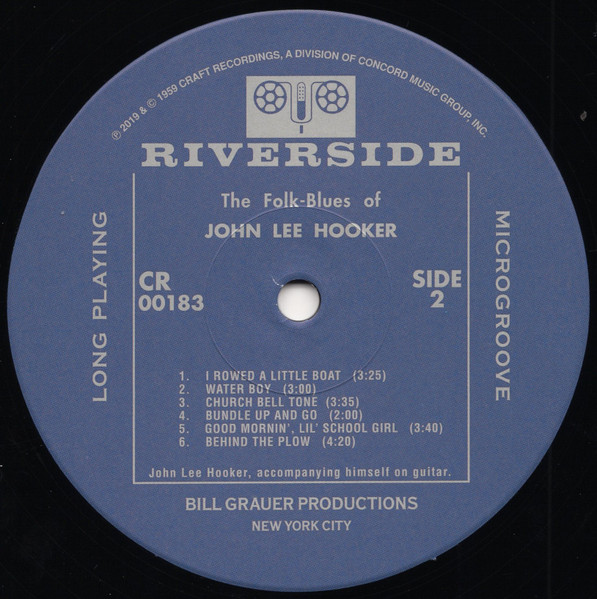 ℗ 2019 & © 1959 CRAFT RECORDINGS, A DIVISION OF CONCORD MUSIC GROUP, INC.
RIVERSIDE
The Folk-Blues of
JOHN LEE HOOKER
LONG PLAYING
MICROGROOVE
CR
00183
SIDE
2
1. I ROWED A LITTLE BOAT (3:25)
2. WATER BOY (3:00)
3. CHURCH BELL TONE (3:35)
4. BUNDLE UP AND GO (2:00)
5. GOOD MORNIN', LIL' SCHOOL GIRL (3:40)
6. BEHIND THE PLOW (4:20)
John Lee Hooker, accompanying himself on guitar.
BILL GRAUER PRODUCTIONS
NEW YORK CITY